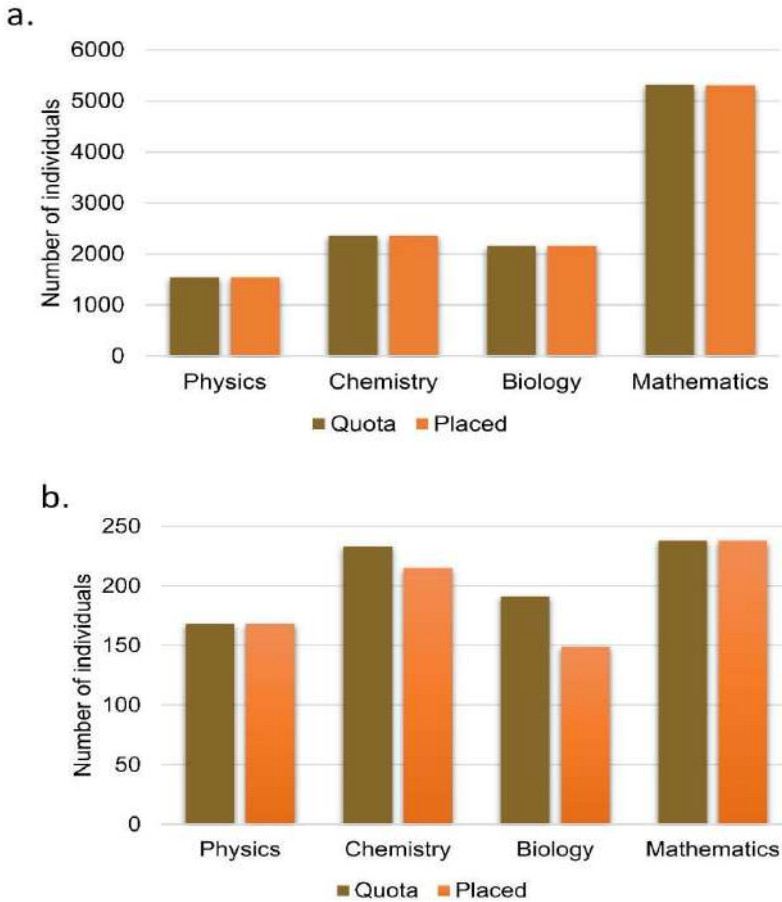 a.
6000
5000
4000
3000
2000
1000
0
Number of individuals
Physics Chemistry Biology Mathematics
Quota Placed
b.
250
200
150
100
50
0
Number of individuals
Physics Chemistry Biology Mathematics
Quota Placed